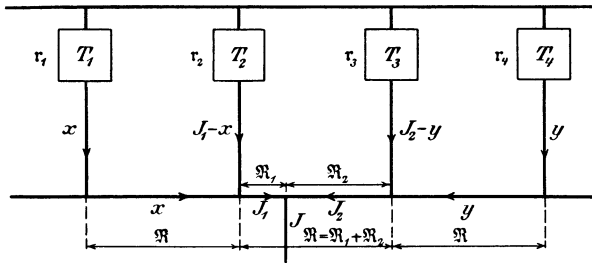 r₁ T₁ r₂ T₂ r₃ T₃ r₄ T₄
x J₁-x J₂-y y
ℜ₁ ℜ₂
x J₁ J J₂ y
ℜ ℜ=ℜ₁+ℜ₂ ℜ